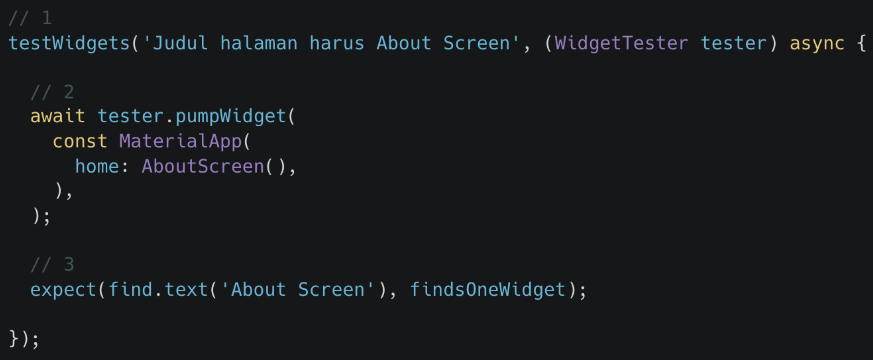 // 1
testWidgets('Judul halaman harus About Screen', (WidgetTester tester) async {
// 2
await tester.pumpWidget(
const MaterialApp(
home: AboutScreen(),
),
);
// 3
expect(find.text('About Screen'), findsOneWidget);
});